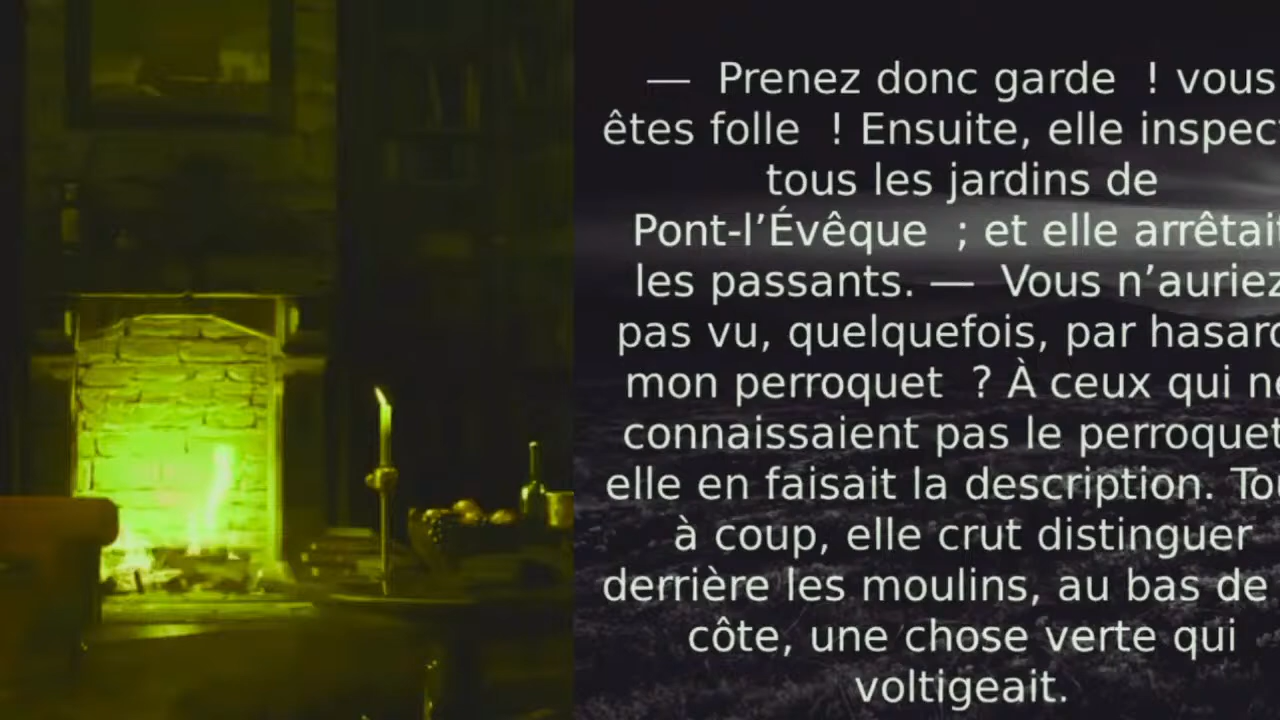 — Prenez donc garde  ! vous
êtes folle  ! Ensuite, elle inspect
tous les jardins de
Pont-l’Évêque  ; et elle arrêtait
les passants. — Vous n’auriez
pas vu, quelquefois, par hasard
mon perroquet  ? À ceux qui ne
connaissaient pas le perroquet
elle en faisait la description. Tou
à coup, elle crut distinguer
derrière les moulins, au bas de
côte, une chose verte qui
voltigeait.